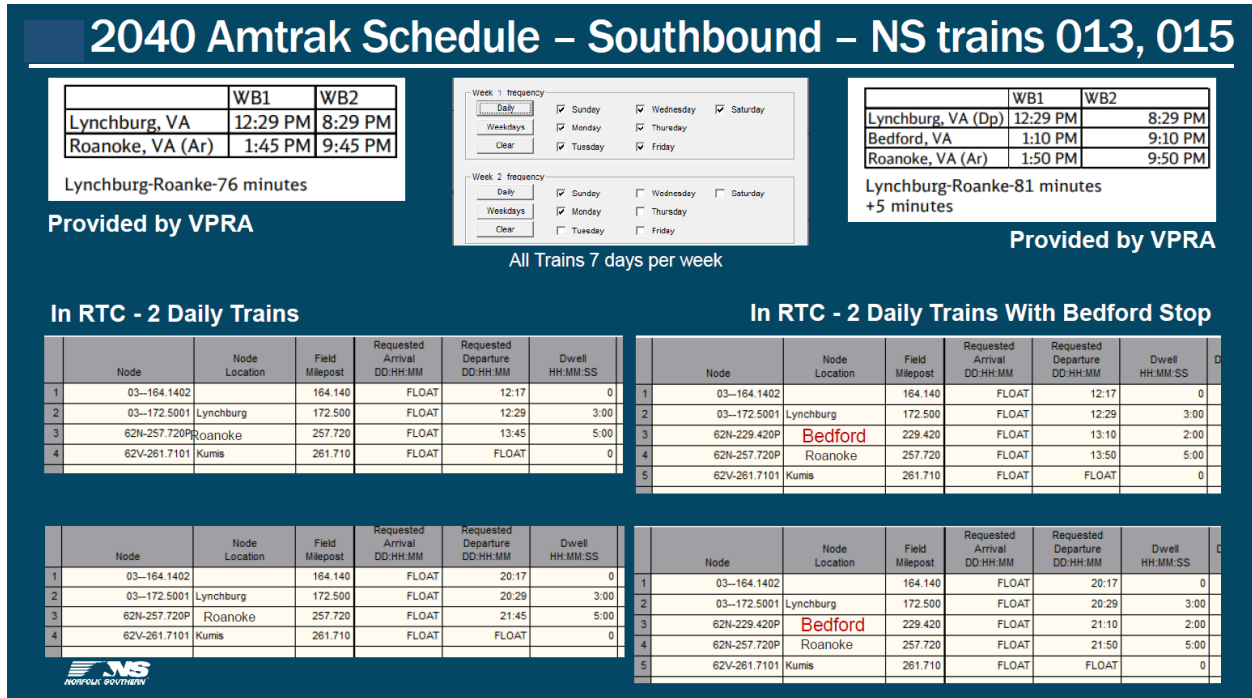 2040 Amtrak Schedule – Southbound – NS trains 013, 015
WB1 WB2
Lynchburg, VA 12:29 PM 8:29 PM
Roanoke, VA (Ar) 1:45 PM 9:45 PM
Lynchburg-Roanke-76 minutes
Provided by VPRA
Week 1 frequency
Daily Sunday Wednesday Saturday
Weekdays Monday Thursday
Clear Tuesday Friday
Week 2 frequency
Daily Sunday Wednesday Saturday
Weekdays Monday Thursday
Clear Tuesday Friday
All Trains 7 days per week
WB1 WB2
Lynchburg, VA (Dp) 12:29 PM 8:29 PM
Bedford, VA 1:10 PM 9:10 PM
Roanoke, VA (Ar) 1:50 PM 9:50 PM
Lynchburg-Roanke-81 minutes
+5 minutes
Provided by VPRA
In RTC - 2 Daily Trains
Node Node Location Field Milepost Requested Arrival DD:HH:MM Requested Departure DD:HH:MM Dwell HH:MM:SS
1 03--164.1402 164.140 FLOAT 12:17 0
2 03--172.5001 Lynchburg 172.500 FLOAT 12:29 3:00
3 62N-257.720P Roanoke 257.720 FLOAT 13:45 5:00
4 62V-261.7101 Kumis 261.710 FLOAT FLOAT 0
Node Node Location Field Milepost Requested Arrival DD:HH:MM Requested Departure DD:HH:MM Dwell HH:MM:SS
1 03--164.1402 164.140 FLOAT 20:17 0
2 03--172.5001 Lynchburg 172.500 FLOAT 20:29 3:00
3 62N-257.720P Roanoke 257.720 FLOAT 21:45 5:00
4 62V-261.7101 Kumis 261.710 FLOAT FLOAT 0
In RTC - 2 Daily Trains With Bedford Stop
Node Node Location Field Milepost Requested Arrival DD:HH:MM Requested Departure DD:HH:MM Dwell HH:MM:SS D
1 03--164.1402 164.140 FLOAT 12:17 0
2 03--172.5001 Lynchburg 172.500 FLOAT 12:29 3:00
3 62N-229.420P Bedford 229.420 FLOAT 13:10 2:00
4 62N-257.720P Roanoke 257.720 FLOAT 13:50 5:00
5 62V-261.7101 Kumis 261.710 FLOAT FLOAT 0
Node Node Location Field Milepost Requested Arrival DD:HH:MM Requested Departure DD:HH:MM Dwell HH:MM:SS D
1 03--164.1402 164.140 FLOAT 20:17 0
2 03--172.5001 Lynchburg 172.500 FLOAT 20:29 3:00
3 62N-229.420P Bedford 229.420 FLOAT 21:10 2:00
4 62N-257.720P Roanoke 257.720 FLOAT 21:50 5:00
5 62V-261.7101 Kumis 261.710 FLOAT FLOAT 0
NS
NORFOLK SOUTHERN